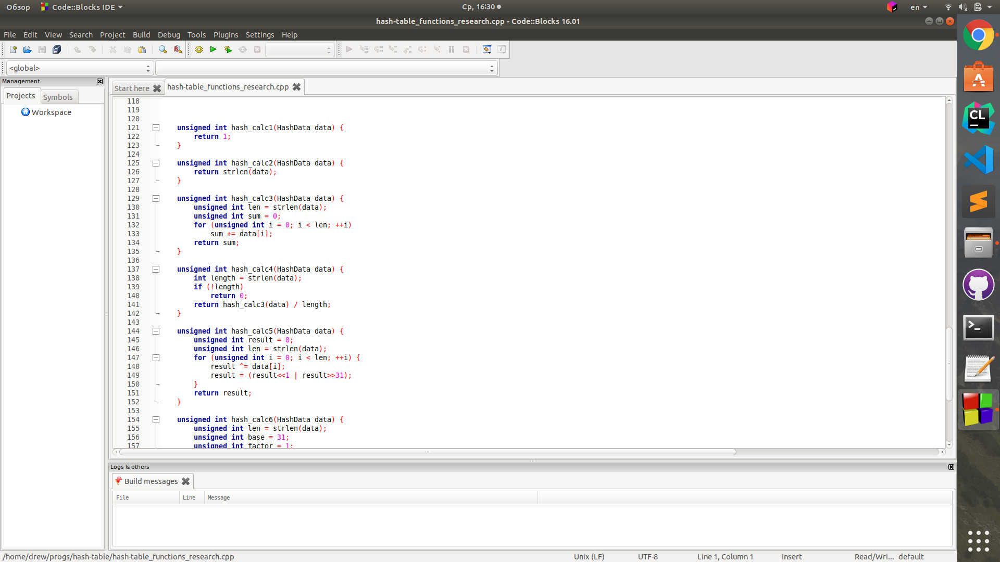 Обзор Code::Blocks IDE Ср, 16:30 en
hash-table_functions_research.cpp - Code::Blocks 16.01
File Edit View Search Project Build Debug Tools Plugins Settings Help
<global>
Management
Projects Symbols
Workspace
Start here hash-table_functions_research.cpp
118
119
120
121 unsigned int hash_calc1(HashData data) {
122 return 1;
123 }
124
125 unsigned int hash_calc2(HashData data) {
126 return strlen(data);
127 }
128
129 unsigned int hash_calc3(HashData data) {
130 unsigned int len = strlen(data);
131 unsigned int sum = 0;
132 for (unsigned int i = 0; i < len; ++i)
133 sum += data[i];
134 return sum;
135 }
136
137 unsigned int hash_calc4(HashData data) {
138 int length = strlen(data);
139 if (!length)
140 return 0;
141 return hash_calc3(data) / length;
142 }
143
144 unsigned int hash_calc5(HashData data) {
145 unsigned int result = 0;
146 unsigned int len = strlen(data);
147 for (unsigned int i = 0; i < len; ++i) {
148 result ^= data[i];
149 result = (result<<1 | result>>31);
150 }
151 return result;
152 }
153
154 unsigned int hash_calc6(HashData data) {
155 unsigned int len = strlen(data);
156 unsigned int base = 31;
157 unsigned int factor = 1;
Logs & others
Build messages
File Line Message
/home/drew/progs/hash-table/hash-table_functions_research.cpp Unix (LF) UTF-8 Line 1, Column 1 Insert Read/Wri... default
A
CL
>_